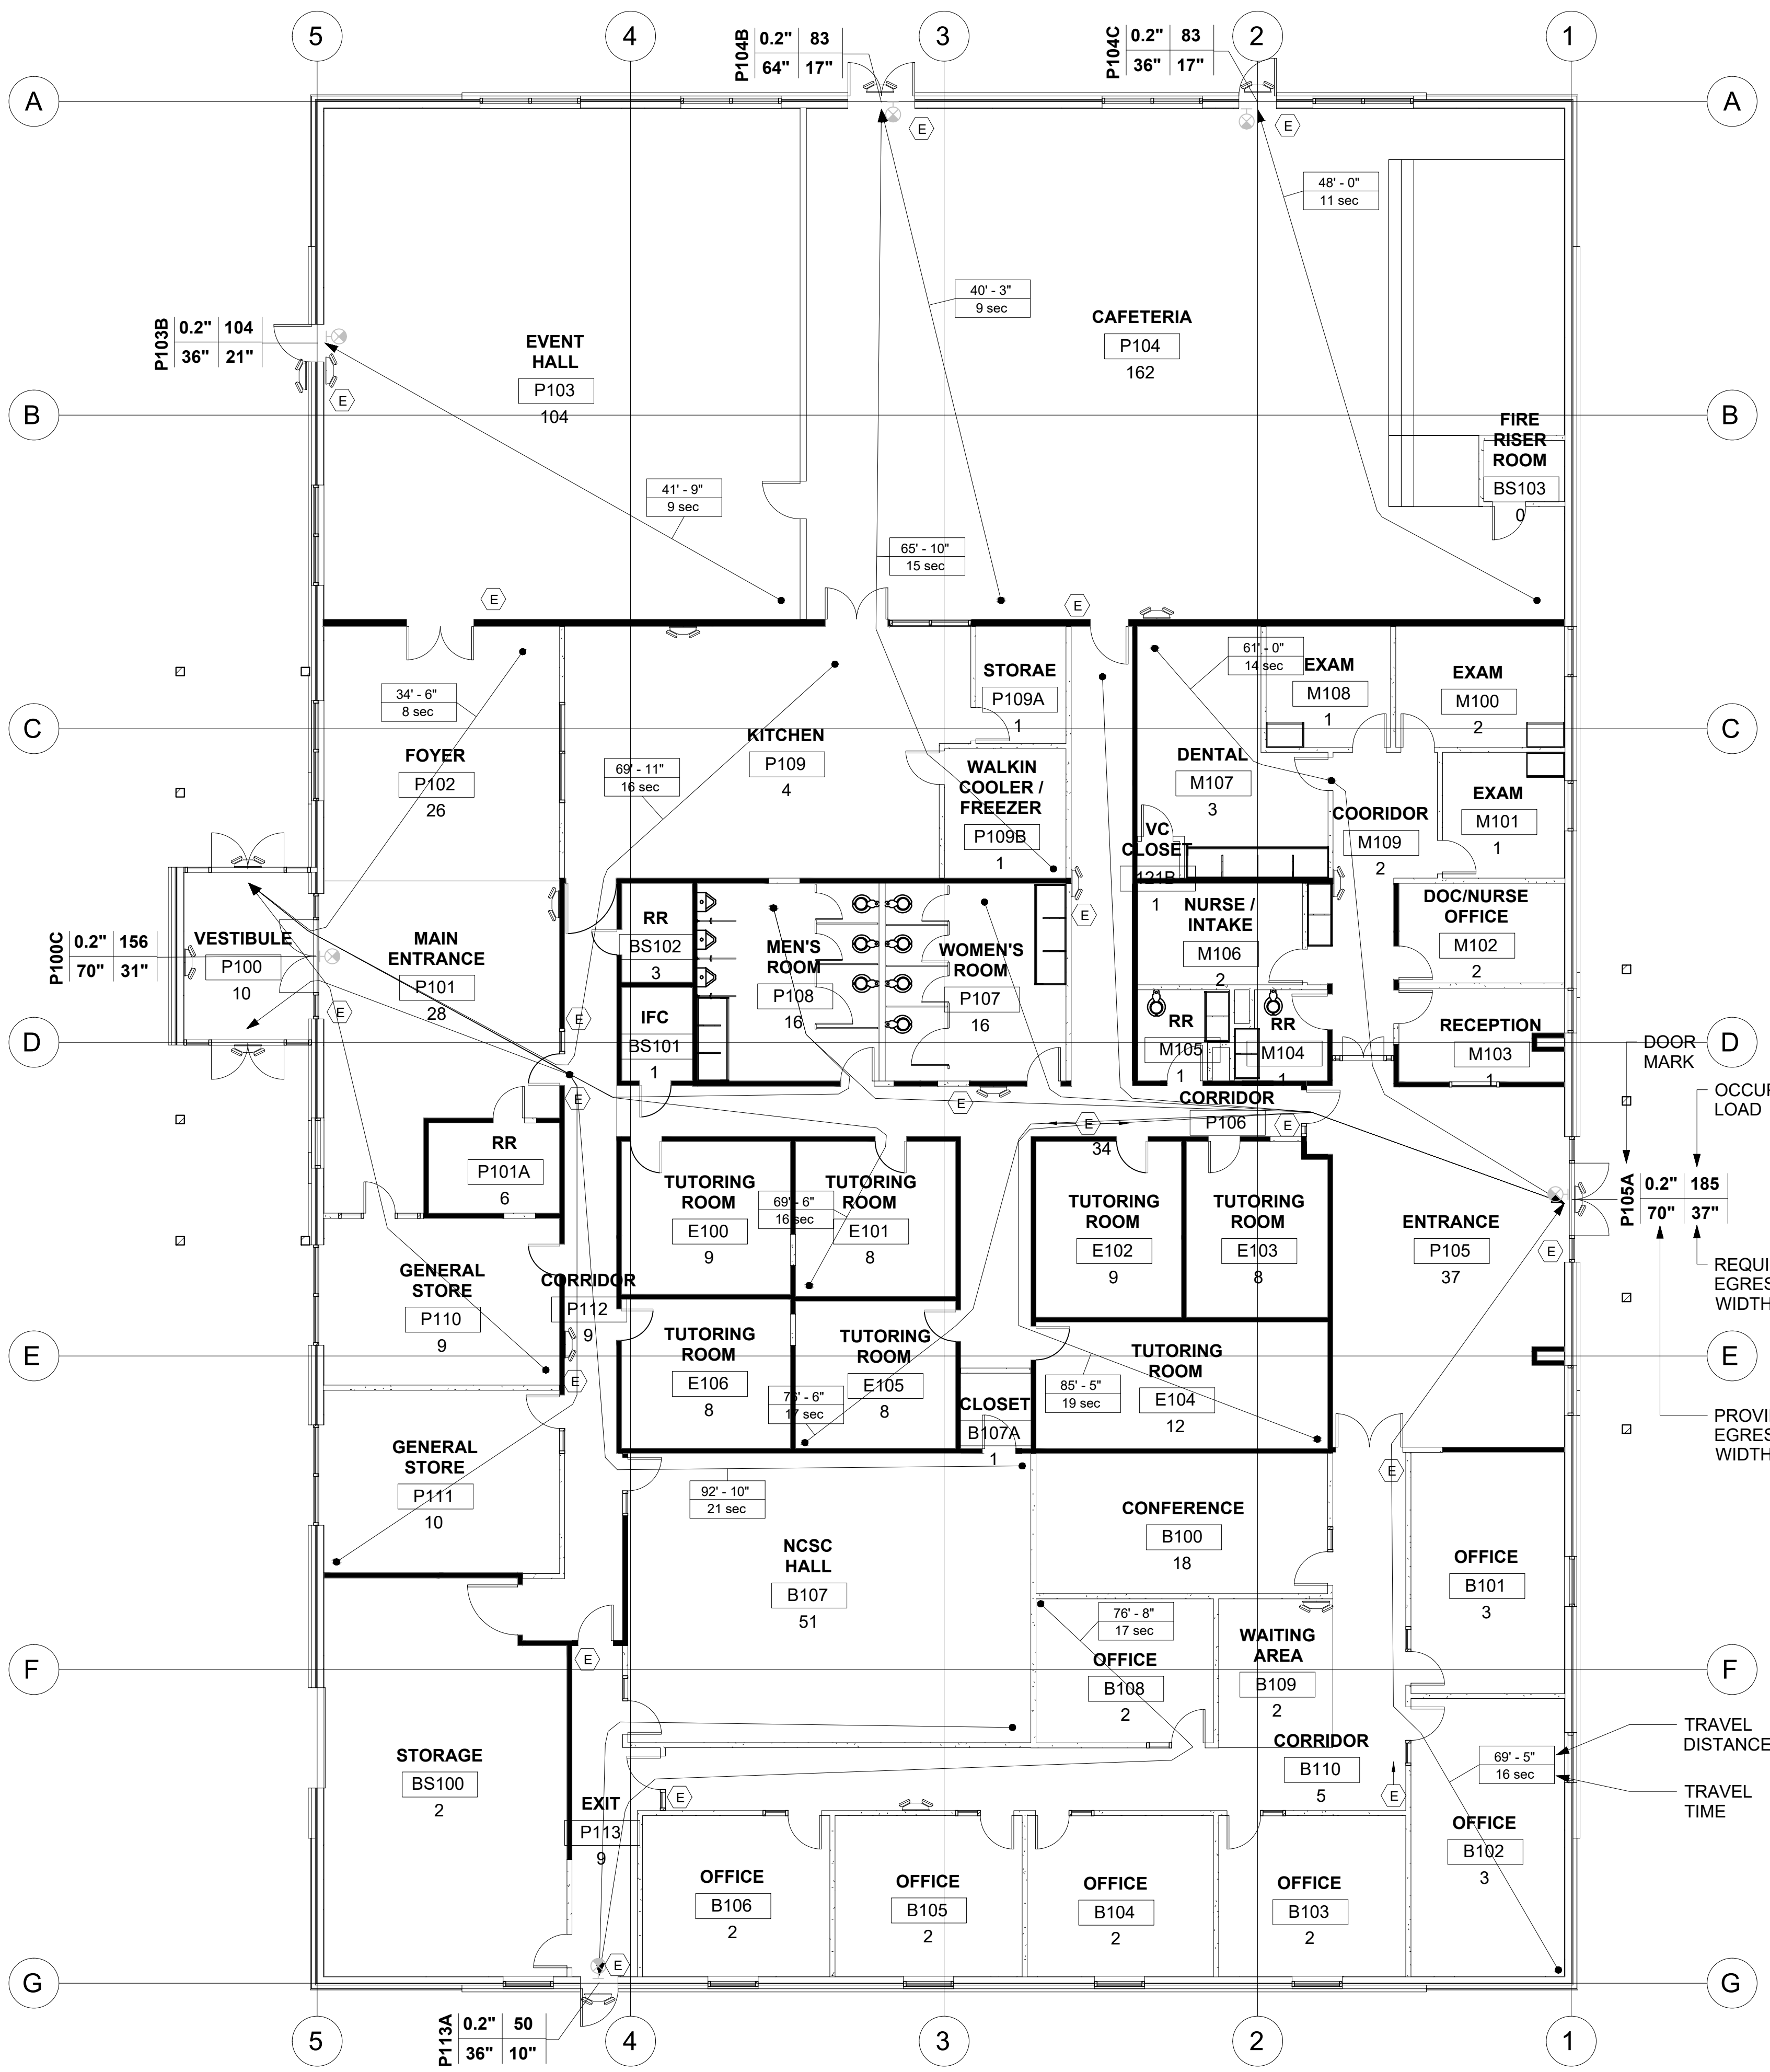 5
4
3
2
1
P104B
0.2"
83
64"
17"
P104C
0.2"
83
36"
17"
A
A
E
E
48' - 0"
11 sec
40' - 3"
9 sec
P103B
0.2"
104
36"
21"
CAFETERIA
P104
162
EVENT
HALL
P103
104
E
B
B
FIRE
RISER
ROOM
BS103
0
41' - 9"
9 sec
65' - 10"
15 sec
E
E
61' - 0"
14 sec
EXAM
M108
1
EXAM
M100
2
STORAE
P109A
1
34' - 6"
8 sec
C
C
FOYER
P102
26
KITCHEN
P109
4
69' - 11"
16 sec
WALKIN
COOLER /
FREEZER
P109B
1
DENTAL
M107
3
COORIDOR
M109
2
EXAM
M101
1
VC
CLOSET
121B
1
E
P100C
0.2"
156
70"
31"
VESTIBULE
P100
10
MAIN
ENTRANCE
P101
28
RR
BS102
3
MEN'S
ROOM
P108
16
WOMEN'S
ROOM
P107
16
NURSE /
INTAKE
M106
2
DOC/NURSE
OFFICE
M102
2
E
E
D
D
IFC
BS101
1
RR
M105
1
RR
M104
1
RECEPTION
M103
1
DOOR
MARK
E
E
E
E
CORRIDOR
P106
34
RR
P101A
6
TUTORING
ROOM
E100
9
TUTORING
ROOM
E101
8
69' - 6"
16 sec
TUTORING
ROOM
E102
9
TUTORING
ROOM
E103
8
ENTRANCE
P105
37
E
P105A
0.2"
185
70"
37"
LOAD
GENERAL
STORE
P110
9
CORRIDOR
P112
9
E
E
E
TUTORING
ROOM
E106
8
TUTORING
ROOM
E105
8
76' - 6"
17 sec
CLOSET
B107A
1
85' - 5"
19 sec
TUTORING
ROOM
E104
12
WIDTH
WIDTH
GENERAL
STORE
P111
10
92' - 10"
21 sec
E
CONFERENCE
B100
18
NCSC
HALL
B107
51
OFFICE
B101
3
76' - 8"
17 sec
E
F
F
OFFICE
B108
2
WAITING
AREA
B109
2
CORRIDOR
B110
5
STORAGE
BS100
2
E
E
69' - 5"
16 sec
TRAVEL
DISTANCE
TRAVEL
TIME
EXIT
P113
9
OFFICE
B102
3
OFFICE
B106
2
OFFICE
B105
2
OFFICE
B104
2
OFFICE
B103
2
E
G
G
P113A
0.2"
50
36"
10"
5
4
3
2
1